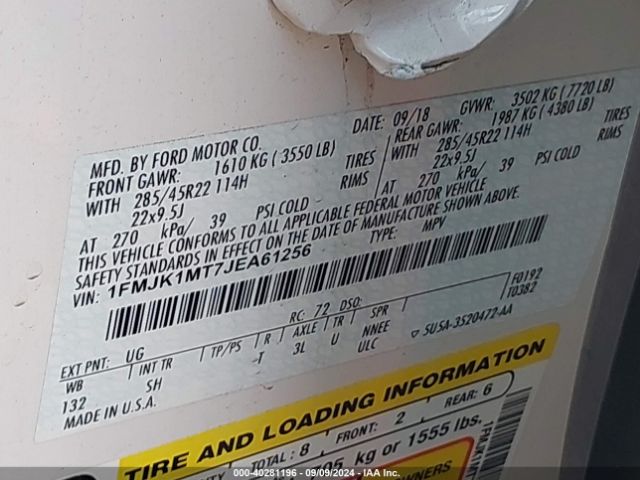 MFD. BY FORD MOTOR CO.
DATE: 09/18 GVWR: 3502 KG ( 7720 LB)
FRONT GAWR: 1610 KG ( 3550 LB)
REAR GAWR: 1987 KG ( 4380 LB)
WITH 285/45R22 114H TIRES
WITH 285/45R22 114H TIRES
22x9.5J RIMS
22x9.5J RIMS
AT 270 kPa/ 39 PSI COLD
AT 270 kPa/ 39 PSI COLD
THIS VEHICLE CONFORMS TO ALL APPLICABLE FEDERAL MOTOR VEHICLE
SAFETY STANDARDS IN EFFECT ON THE DATE OF MANUFACTURE SHOWN ABOVE.
VIN: 1FMJK1MT7JEA61256
TYPE: MPV
F0192
T0382
EXT PNT: UG RC: 72 DSO:
WB INT TR TP/PS R AXLE TR SPR
132 SH -T 3L U NNEE
ULC
MADE IN U.S.A.
▽ 5USA-3520472-AA
TIRE AND LOADING INFORMATION
TOTAL: 8 FRONT: 2 REAR: 6
kg or 1555 lbs.
000-40281196 - 09/09/2024 - IAA Inc.